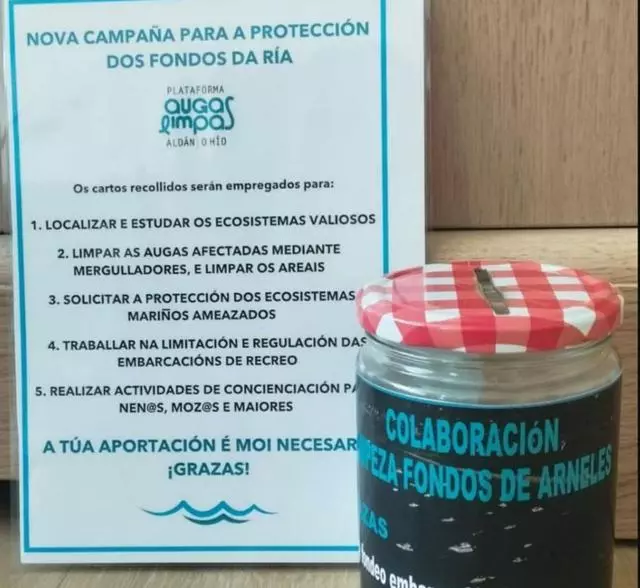 NOVA CAMPAÑA PARA A PROTECCIÓN
DOS FONDOS DA RÍA
PLATAFORMA
augas
limpas
ALDÁN | O HÍO
Os cartos recollidos serán empregados para:
1. LOCALIZAR E ESTUDAR OS ECOSISTEMAS VALIOSOS
2. LIMPAR AS AUGAS AFECTADAS MEDIANTE
MERGULLADORES, E LIMPAR OS AREAIS
3. SOLICITAR A PROTECCIÓN DOS ECOSISTEMAS
MARIÑOS AMEAZADOS
4. TRABALLAR NA LIMITACIÓN E REGULACIÓN DAS
EMBARCACIÓNS DE RECREO
5. REALIZAR ACTIVIDADES DE CONCIENCIACIÓN
NEN@S, MOZ@S E MAIORES
A TÚA APORTACIÓN É MOI
¡GRAZAS!
COLABORACIÓN
FONDOS DE ARNELES